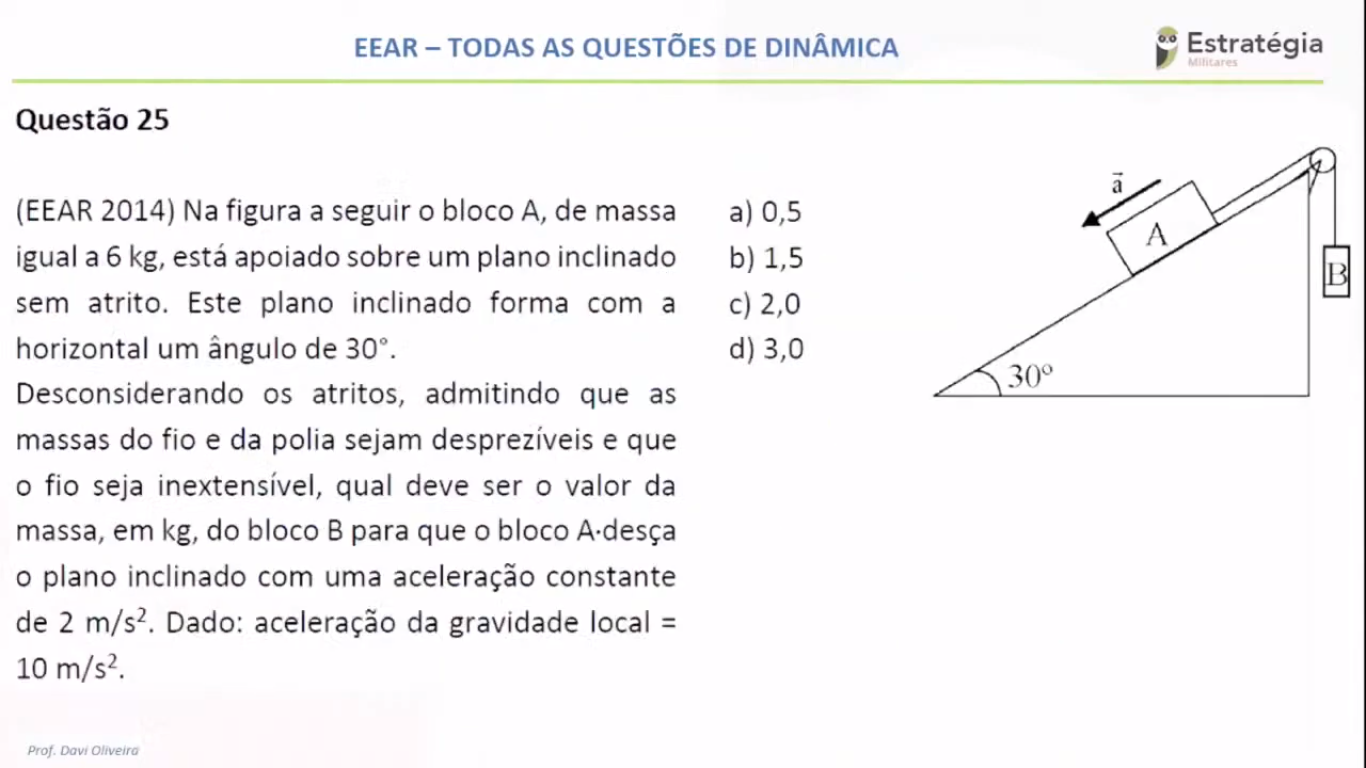 EEAR – TODAS AS QUESTÕES DE DINÂMICA
Estratégia
Militares
Questão 25
(EEAR 2014) Na figura a seguir o bloco A, de massa
igual a 6 kg, está apoiado sobre um plano inclinado
sem atrito. Este plano inclinado forma com a
horizontal um ângulo de 30°.
Desconsiderando os atritos, admitindo que as
massas do fio e da polia sejam desprezíveis e que
o fio seja inextensível, qual deve ser o valor da
massa, em kg, do bloco B para que o bloco A·desça
o plano inclinado com uma aceleração constante
de 2 m/s². Dado: aceleração da gravidade local =
10 m/s².
a) 0,5
b) 1,5
c) 2,0
d) 3,0
a⃗
A
B
30º
Prof. Davi Oliveira